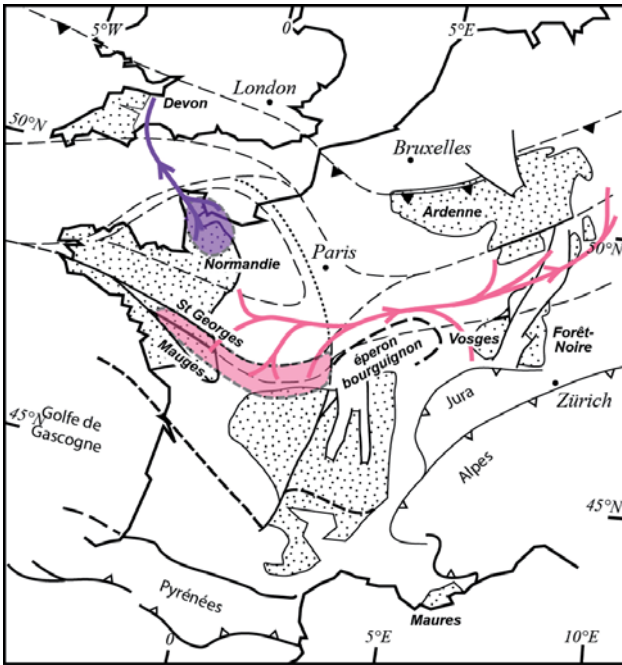 5°W
0
5°E
London
Devon
50°N
Bruxelles
Ardenne
Paris
50°N
Normandie
St Georges
Mauges
éperon
bourguignon
Vosges
Forêt-
Noire
Jura
Zürich
45°N
Golfe de
Gascogne
Alpes
45°N
Pyrénées
Maures
0
5°E
10°E